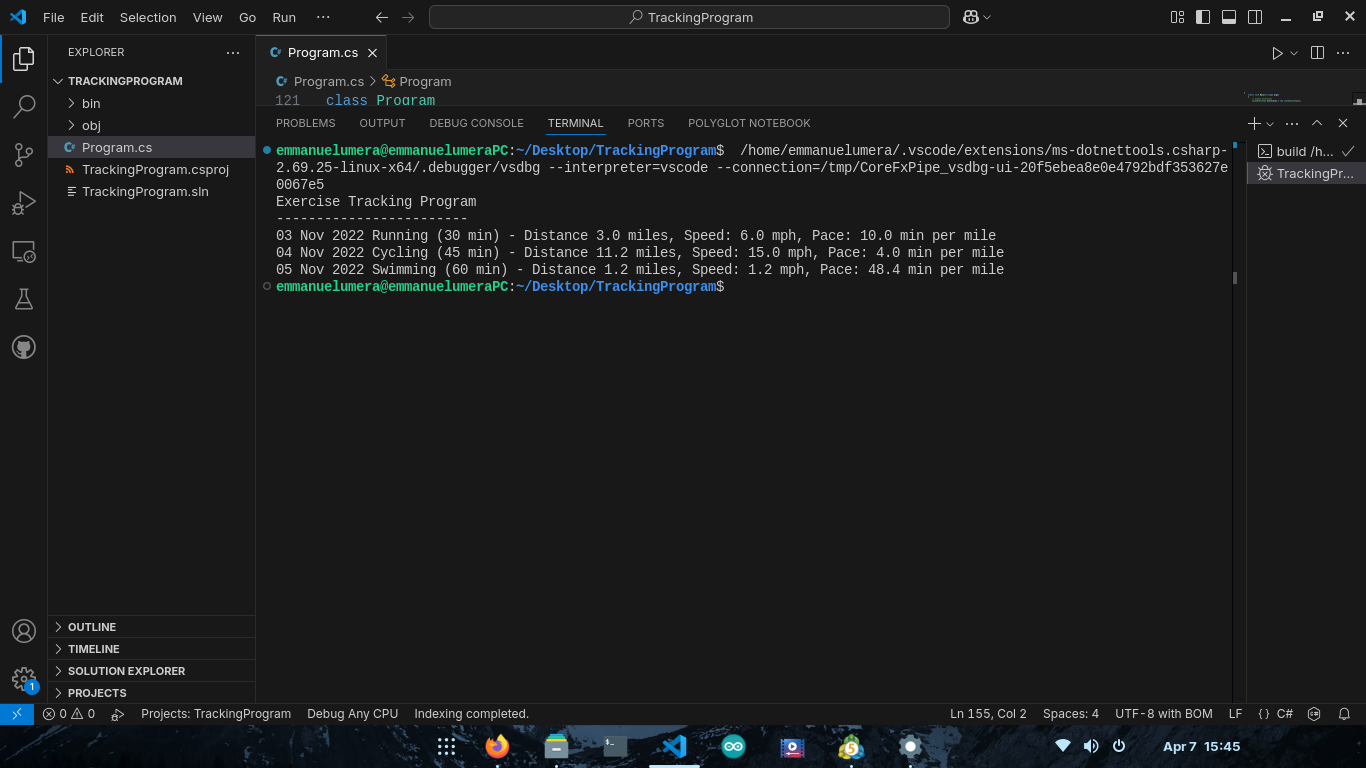 File Edit Selection View Go Run ··· TrackingProgram
EXPLORER ···
TRACKINGPROGRAM
bin
obj
Program.cs
TrackingProgram.csproj
TrackingProgram.sln
OUTLINE
TIMELINE
SOLUTION EXPLORER
PROJECTS
1
Program.cs
Program.cs > Program
121 class Program
PROBLEMS OUTPUT DEBUG CONSOLE TERMINAL PORTS POLYGLOT NOTEBOOK
emmanuelumera@emmanuelumeraPC:~/Desktop/TrackingProgram$ /home/emmanuelumera/.vscode/extensions/ms-dotnettools.csharp-
2.69.25-linux-x64/.debugger/vsdbg --interpreter=vscode --connection=/tmp/CoreFxPipe_vsdbg-ui-20f5ebea8e0e4792bdf353627e
0067e5
Exercise Tracking Program
------------------------
03 Nov 2022 Running (30 min) - Distance 3.0 miles, Speed: 6.0 mph, Pace: 10.0 min per mile
04 Nov 2022 Cycling (45 min) - Distance 11.2 miles, Speed: 15.0 mph, Pace: 4.0 min per mile
05 Nov 2022 Swimming (60 min) - Distance 1.2 miles, Speed: 1.2 mph, Pace: 48.4 min per mile
emmanuelumera@emmanuelumeraPC:~/Desktop/TrackingProgram$
build /h...
TrackingPr...
0 0 Projects: TrackingProgram Debug Any CPU Indexing completed. Ln 155, Col 2 Spaces: 4 UTF-8 with BOM LF {} C#
5 Apr 7 15:45